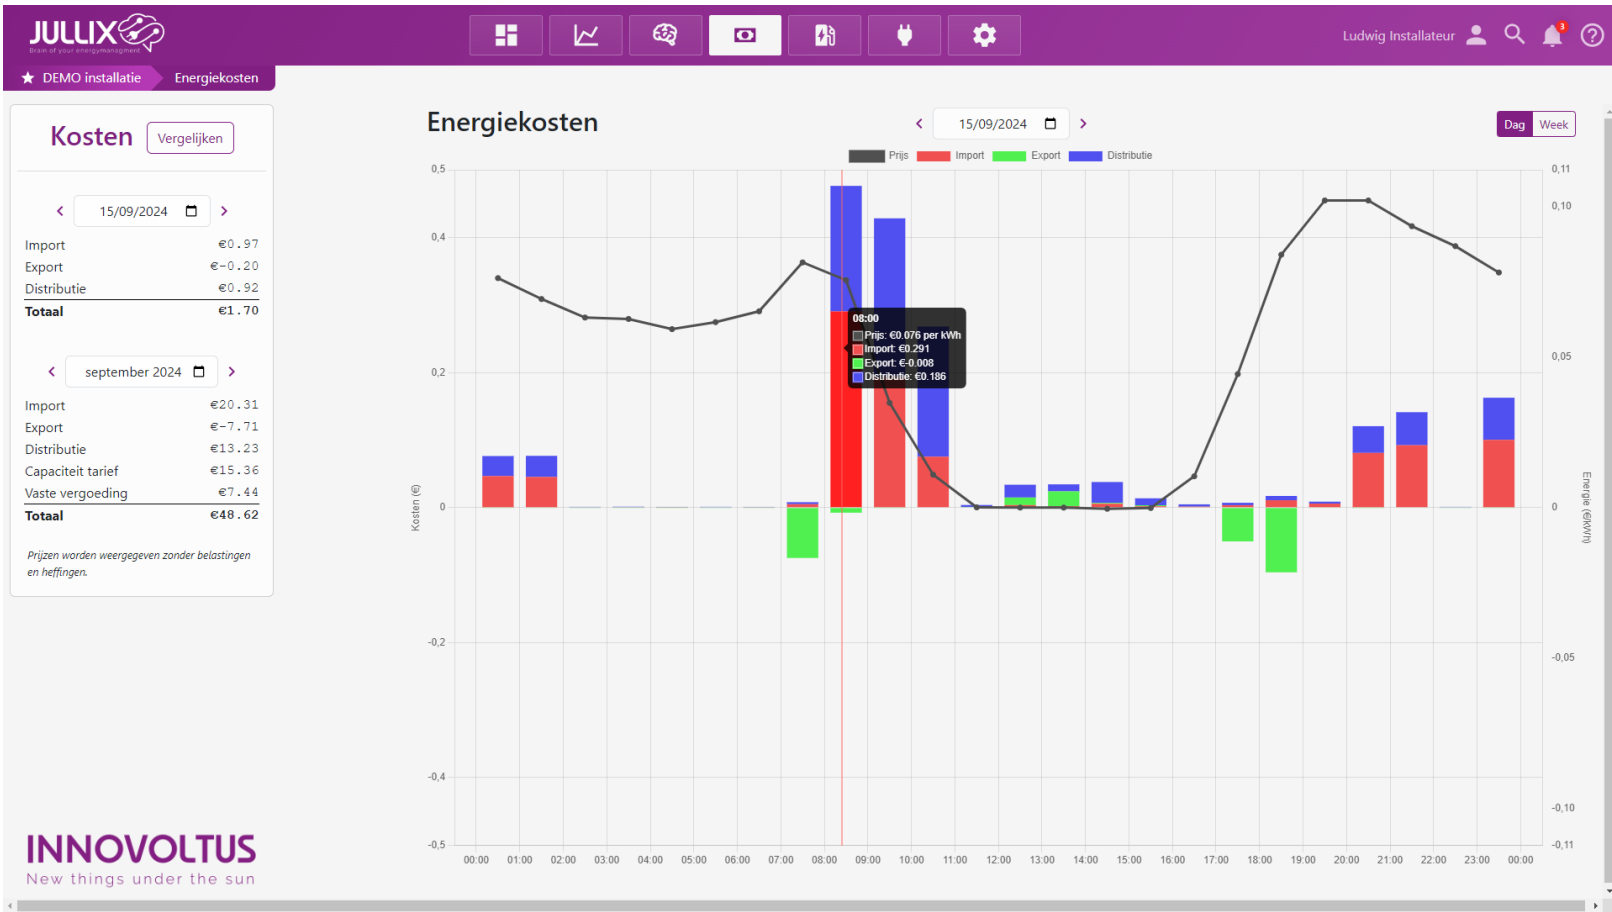 JULLIX
Brain of your energymanagment
Ludwig Installateur
3
DEMO installatie
Energiekosten
Kosten
Vergelijken
15/09/2024
Import €0.97
Export €-0.20
Distributie €0.92
Totaal €1.70
september 2024
Import €20.31
Export €-7.71
Distributie €13.23
Capaciteit tarief €15.36
Vaste vergoeding €7.44
Totaal €48.62
Prijzen worden weergegeven zonder belastingen
en heffingen.
INNOVOLTUS
New things under the sun
Energiekosten
15/09/2024
Dag Week
Prijs Import Export Distributie
0,5
0,4
0,2
0
-0,2
-0,4
-0,5
Kosten (€)
08:00
Prijs: €0.076 per kWh
Import: €0.291
Export: €-0.008
Distributie: €0.186
0,11
0,10
0,05
0
-0,05
-0,10
-0,11
Energie (€/kWh)
00:00 01:00 02:00 03:00 04:00 05:00 06:00 07:00 08:00 09:00 10:00 11:00 12:00 13:00 14:00 15:00 16:00 17:00 18:00 19:00 20:00 21:00 22:00 23:00 00:00